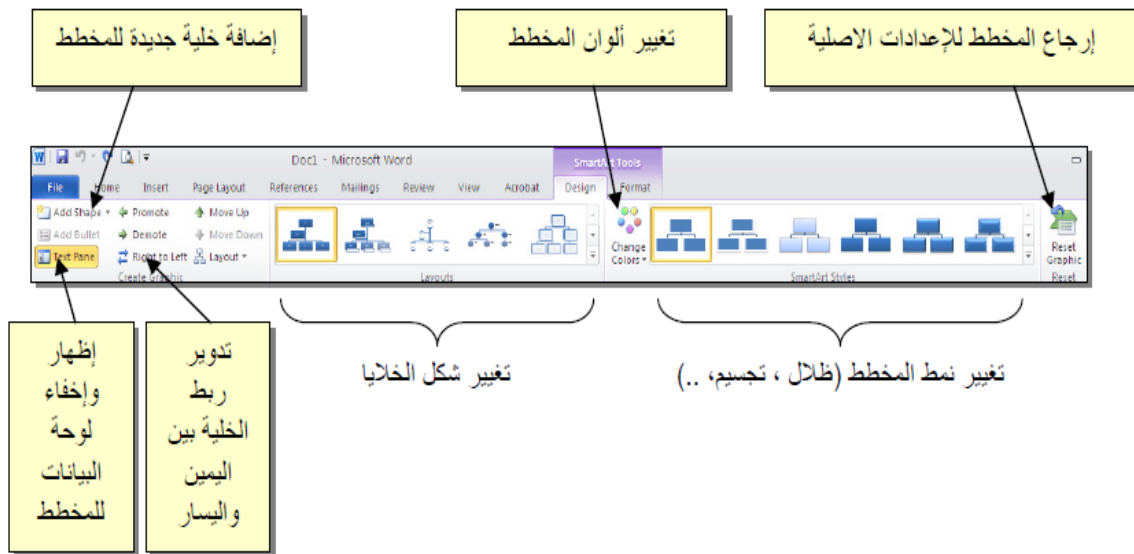 إضافة خلية جديدة للمخطط
تغيير ألوان المخطط
إرجاع المخطط للإعدادات الاصلية
Doc1 - Microsoft Word
SmartArt Tools
File Home Insert Page Layout References Mailings Review View Acrobat Design Format
Add Shape Promote Move Up
Add Bullet Demote Move Down
Text Pane Right to Left Layout
Change Colors
Reset Graphic
Create Graphic Layouts SmartArt Styles Reset
إظهار
وإخفاء
لوحة
البيانات
للمخطط
تدوير
ربط
الخلية بين
اليمين
واليسار
تغيير شكل الخلايا
تغيير نمط المخطط (ظلال ، تجسيم، ..)